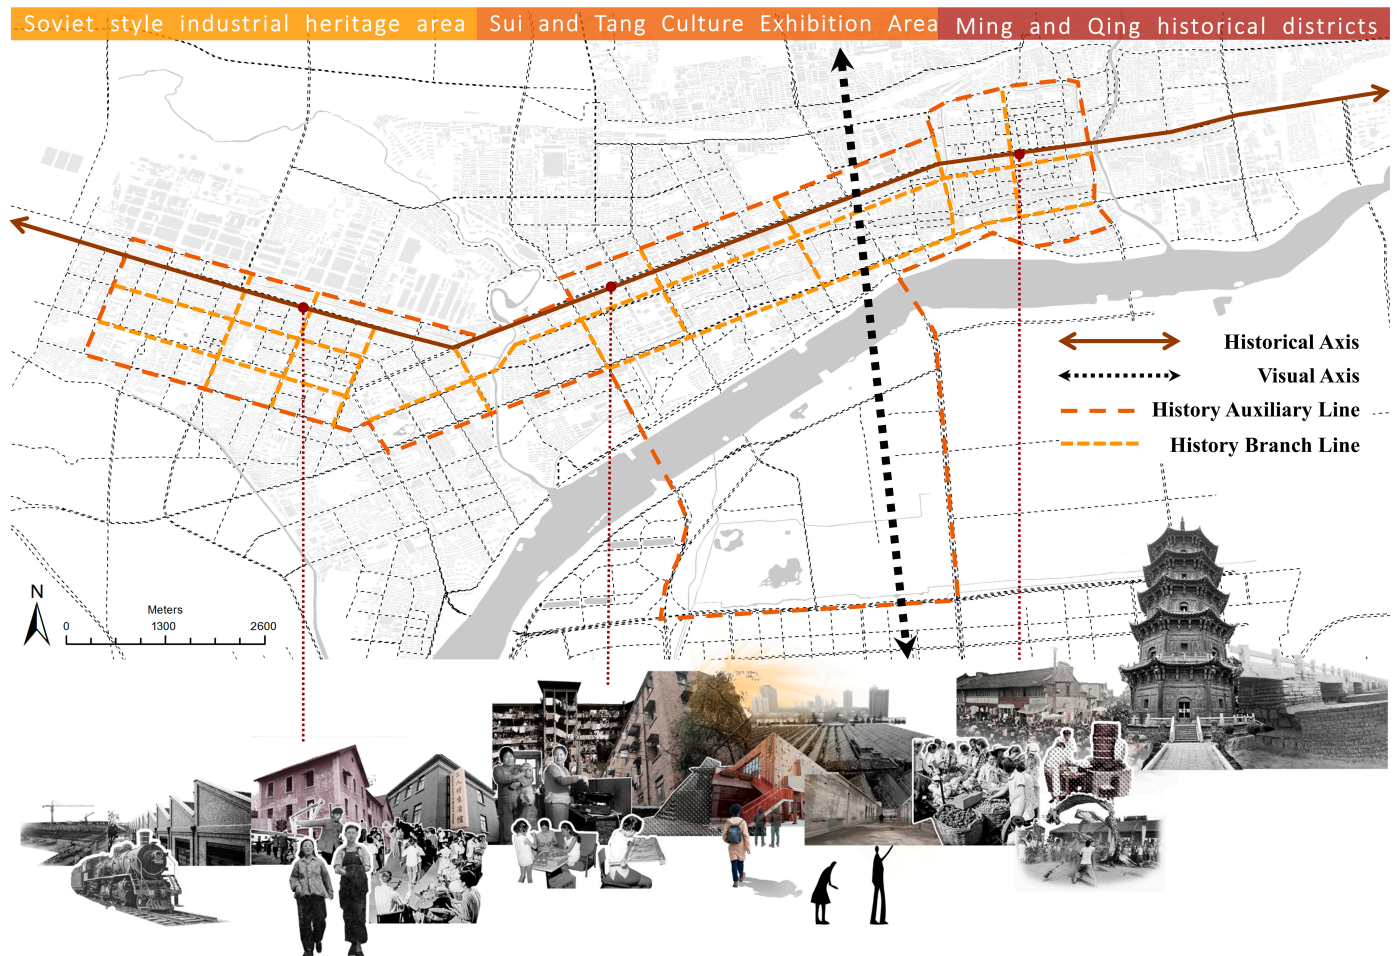 Soviet style industrial heritage area
Sui and Tang Culture Exhibition Area
Ming and Qing historical districts
Historical Axis
Visual Axis
History Auxiliary Line
History Branch Line
N
Meters
0 1300 2600